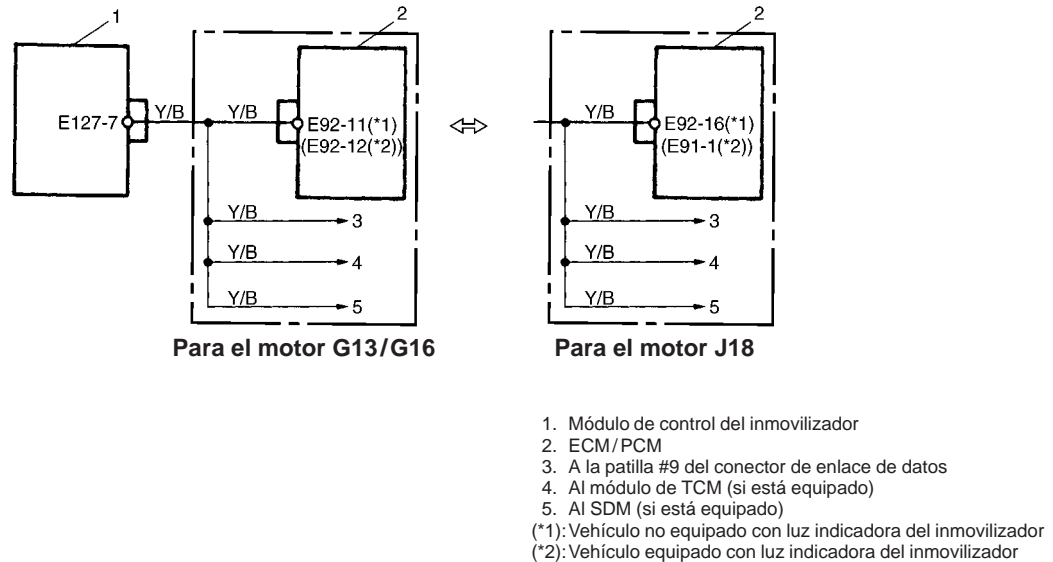 1
2
2
E127-7
Y/B
Y/B
E92-11(*1)
(E92-12(*2))
Y/B
E92-16(*1)
(E91-1(*2))
Y/B
3
Y/B
3
Y/B
4
Y/B
4
Y/B
5
Y/B
5
Para el motor G13/G16
Para el motor J18
1. Módulo de control del inmovilizador
2. ECM/PCM
3. A la patilla #9 del conector de enlace de datos
4. Al módulo de TCM (si está equipado)
5. Al SDM (si está equipado)
(*1): Vehículo no equipado con luz indicadora del inmovilizador
(*2): Vehículo equipado con luz indicadora del inmovilizador